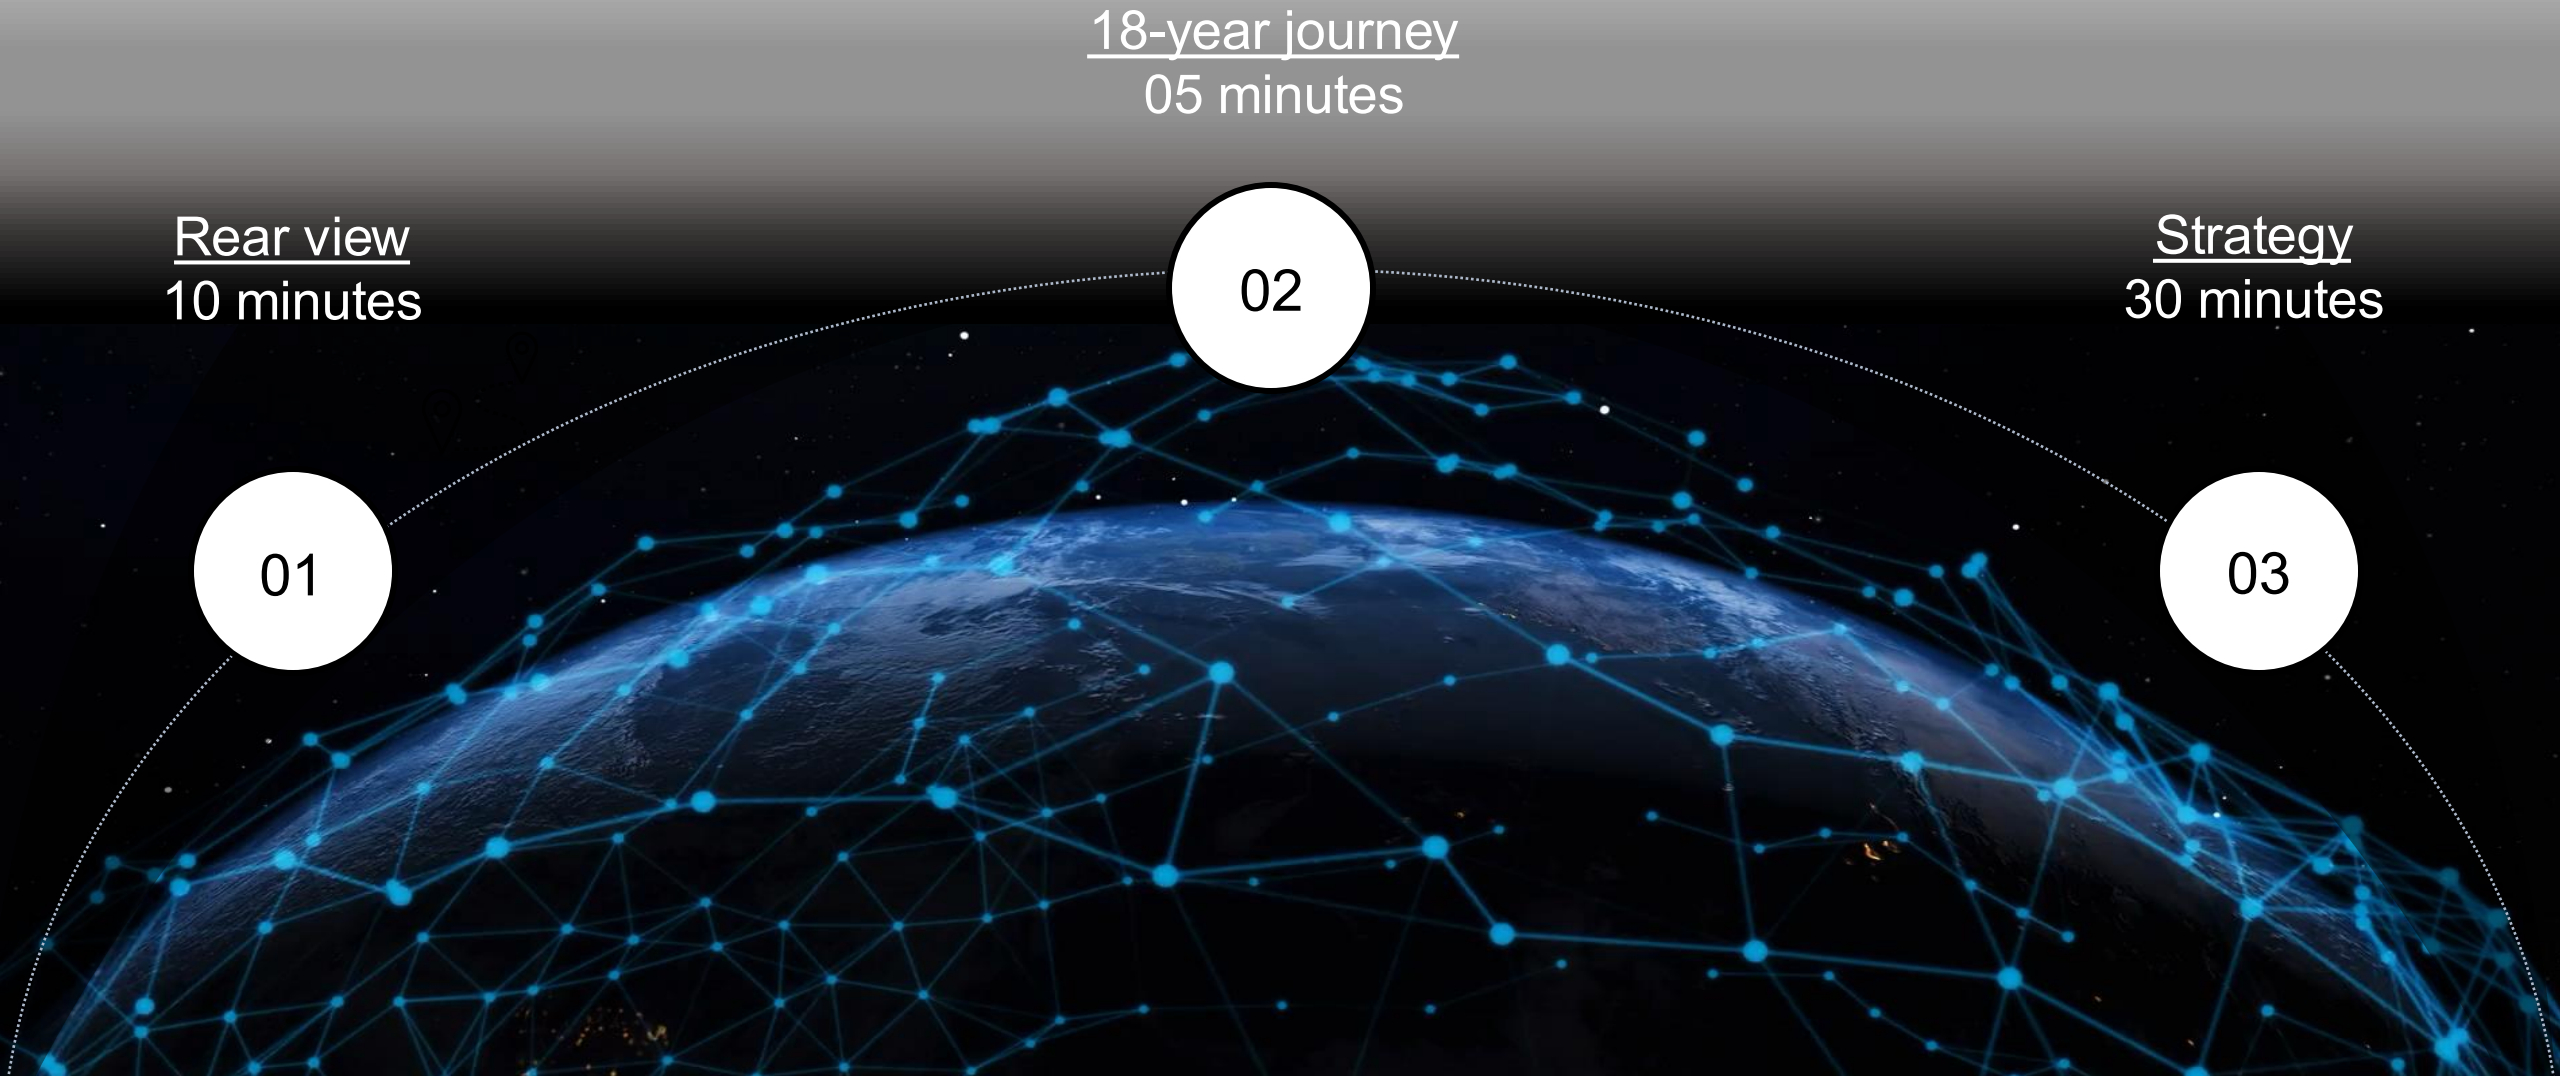 18-year journey
05 minutes
Rear view
10 minutes
Strategy
30 minutes
02
01
03